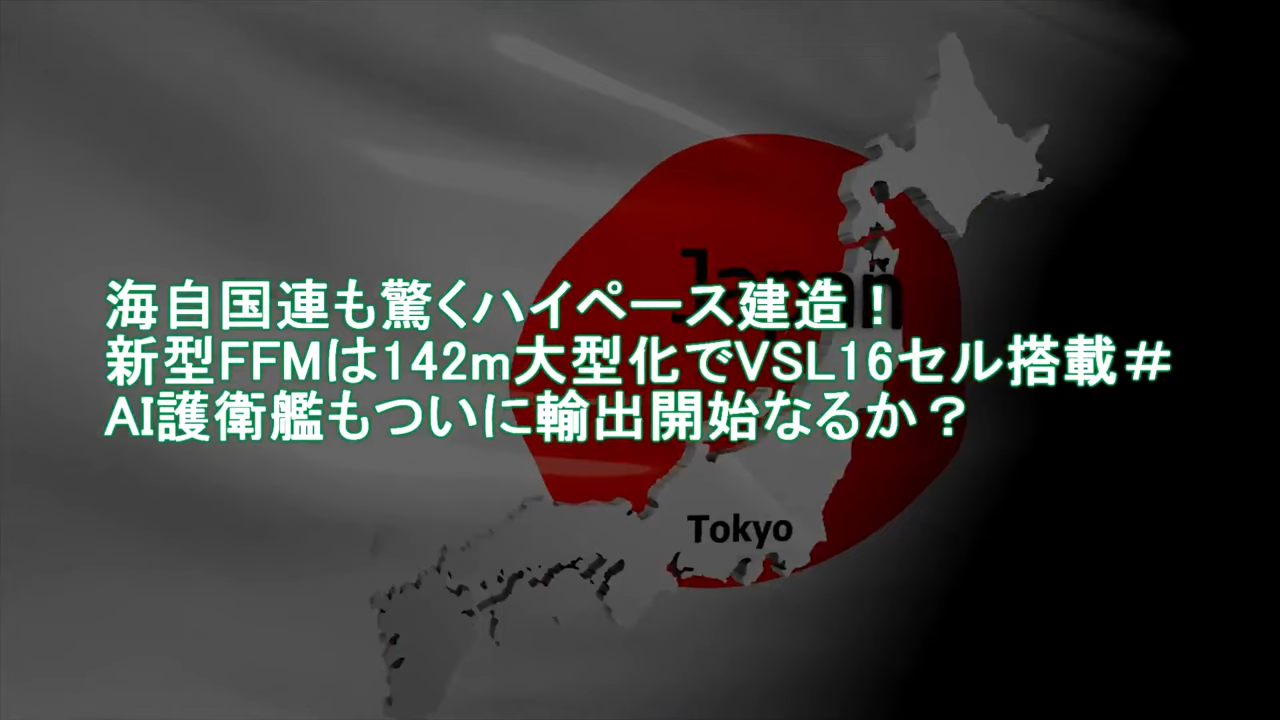 Japan
海自国連も驚くハイペース建造！
新型FFMは142m大型化でVSL16セル搭載＃
AI護衛艦もついに輸出開始なるか？
Tokyo